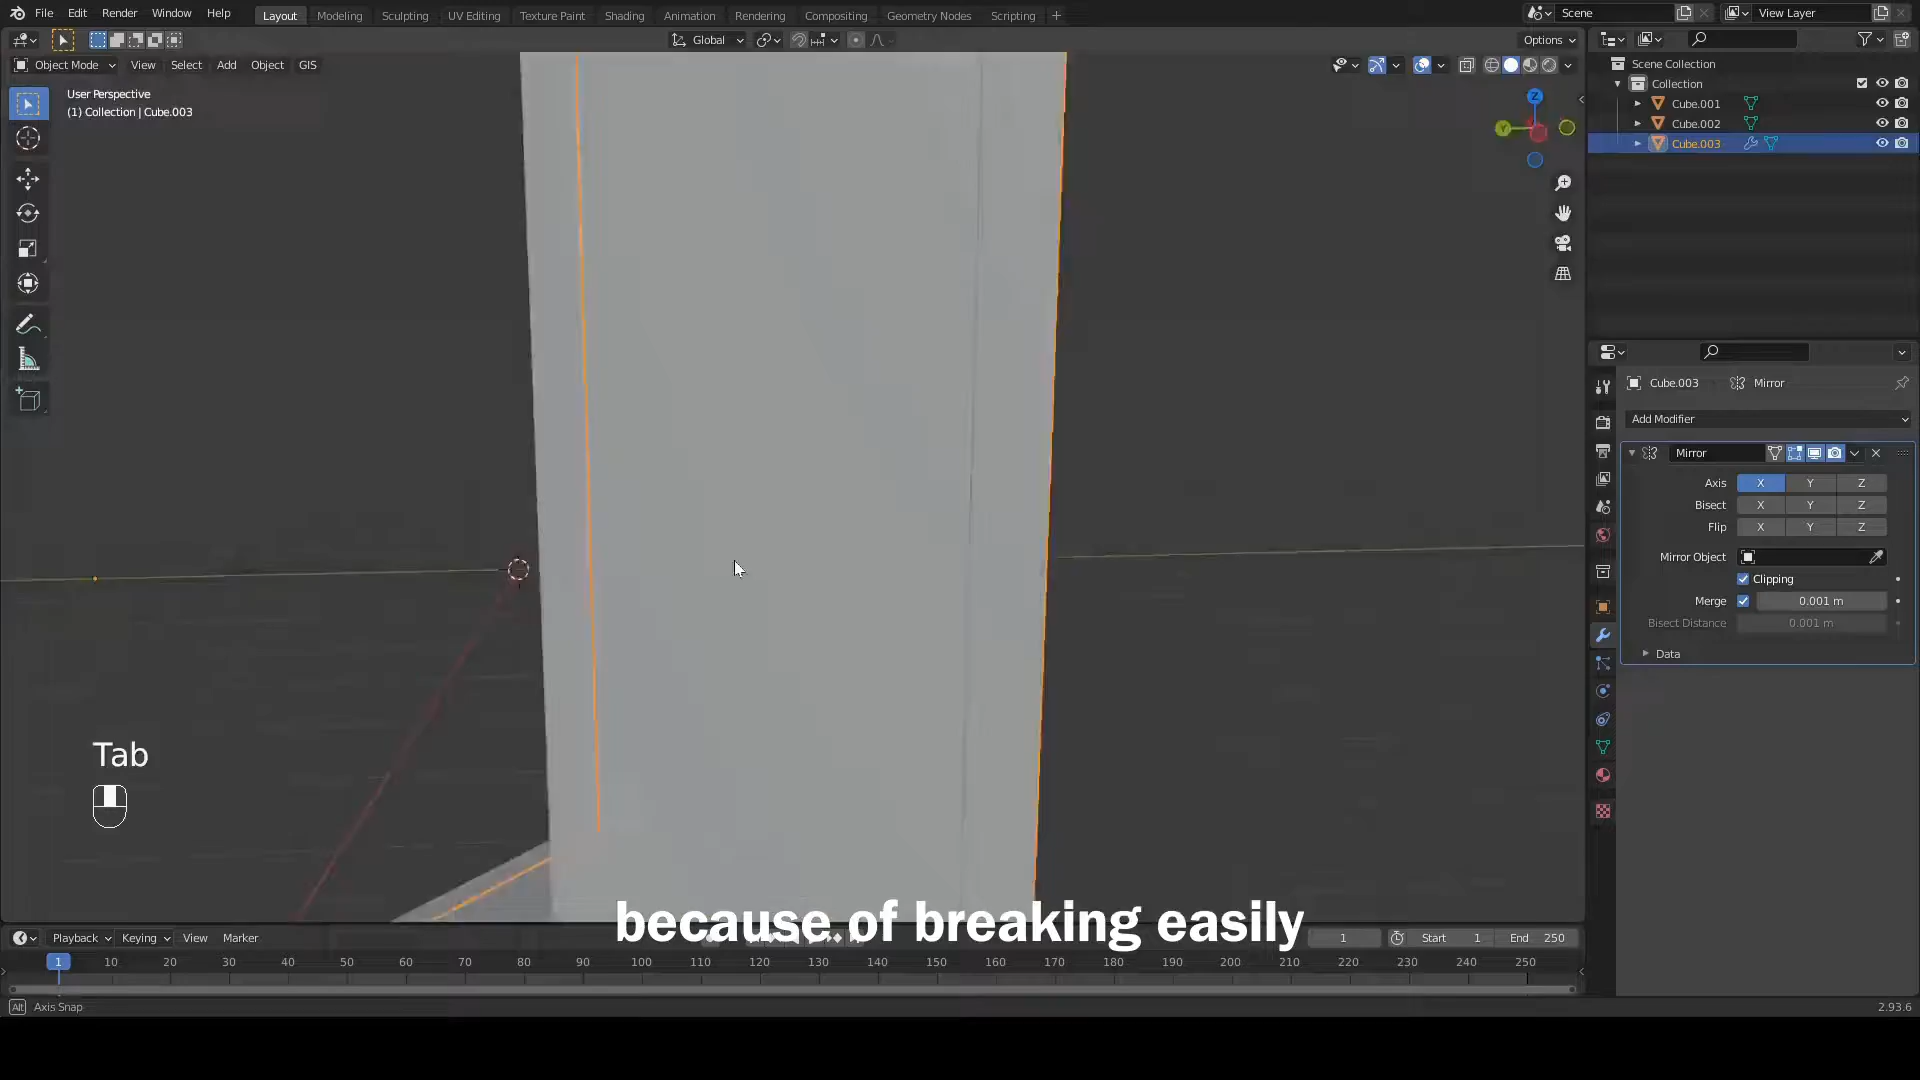 File Edit Render Window Help Layout Modeling Sculpting UV Editing Texture Paint Shading Animation Rendering Compositing Geometry Nodes Scripting + Scene View Layer
Global Options
Object Mode View Select Add Object GIS
User Perspective
(1) Collection | Cube.003
Z
Y
Scene Collection
Collection
Cube.001
Cube.002
Cube.003
Cube.003 Mirror
Add Modifier
Mirror
Axis X Y Z
Bisect X Y Z
Flip X Y Z
Mirror Object
Clipping
Merge 0.001 m
Bisect Distance 0.001 m
Data
Tab
because of breaking easily
Playback Keying View Marker 1 Start 1 End 250
1 10 20 30 40 50 60 70 80 90 100 110 120 130 140 150 160 170 180 190 200 210 220 230 240 250
Alt Axis Snap 2.93.6